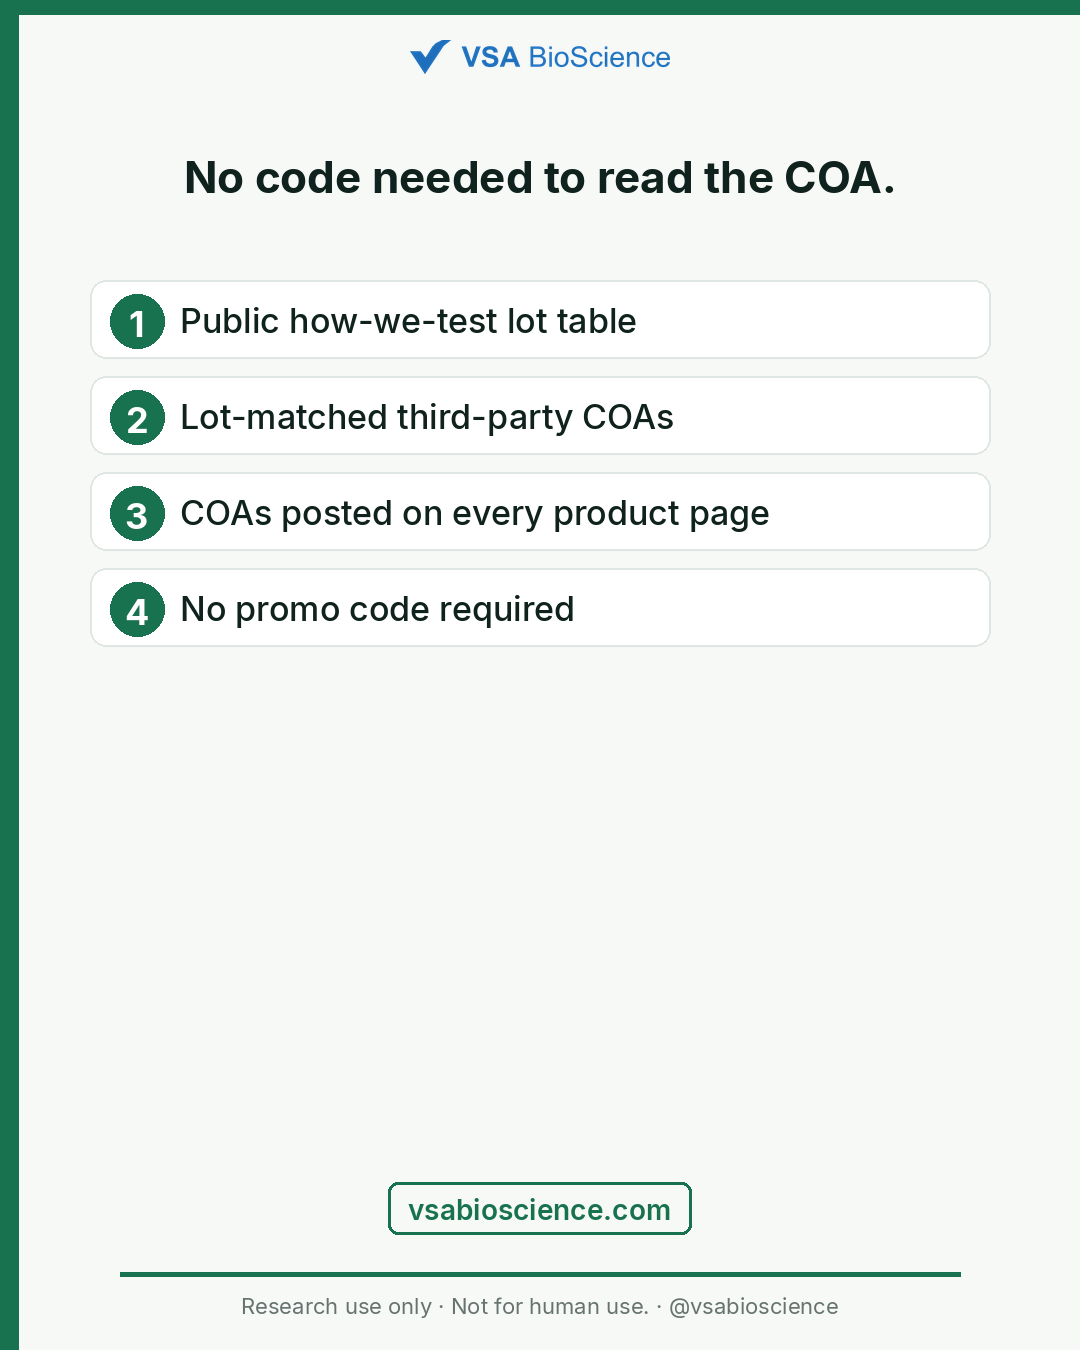 VSA BioScience
No code needed to read the COA.
1 Public how-we-test lot table
2 Lot-matched third-party COAs
3 COAs posted on every product page
4 No promo code required
vsabioscience.com
Research use only · Not for human use. · @vsabioscience